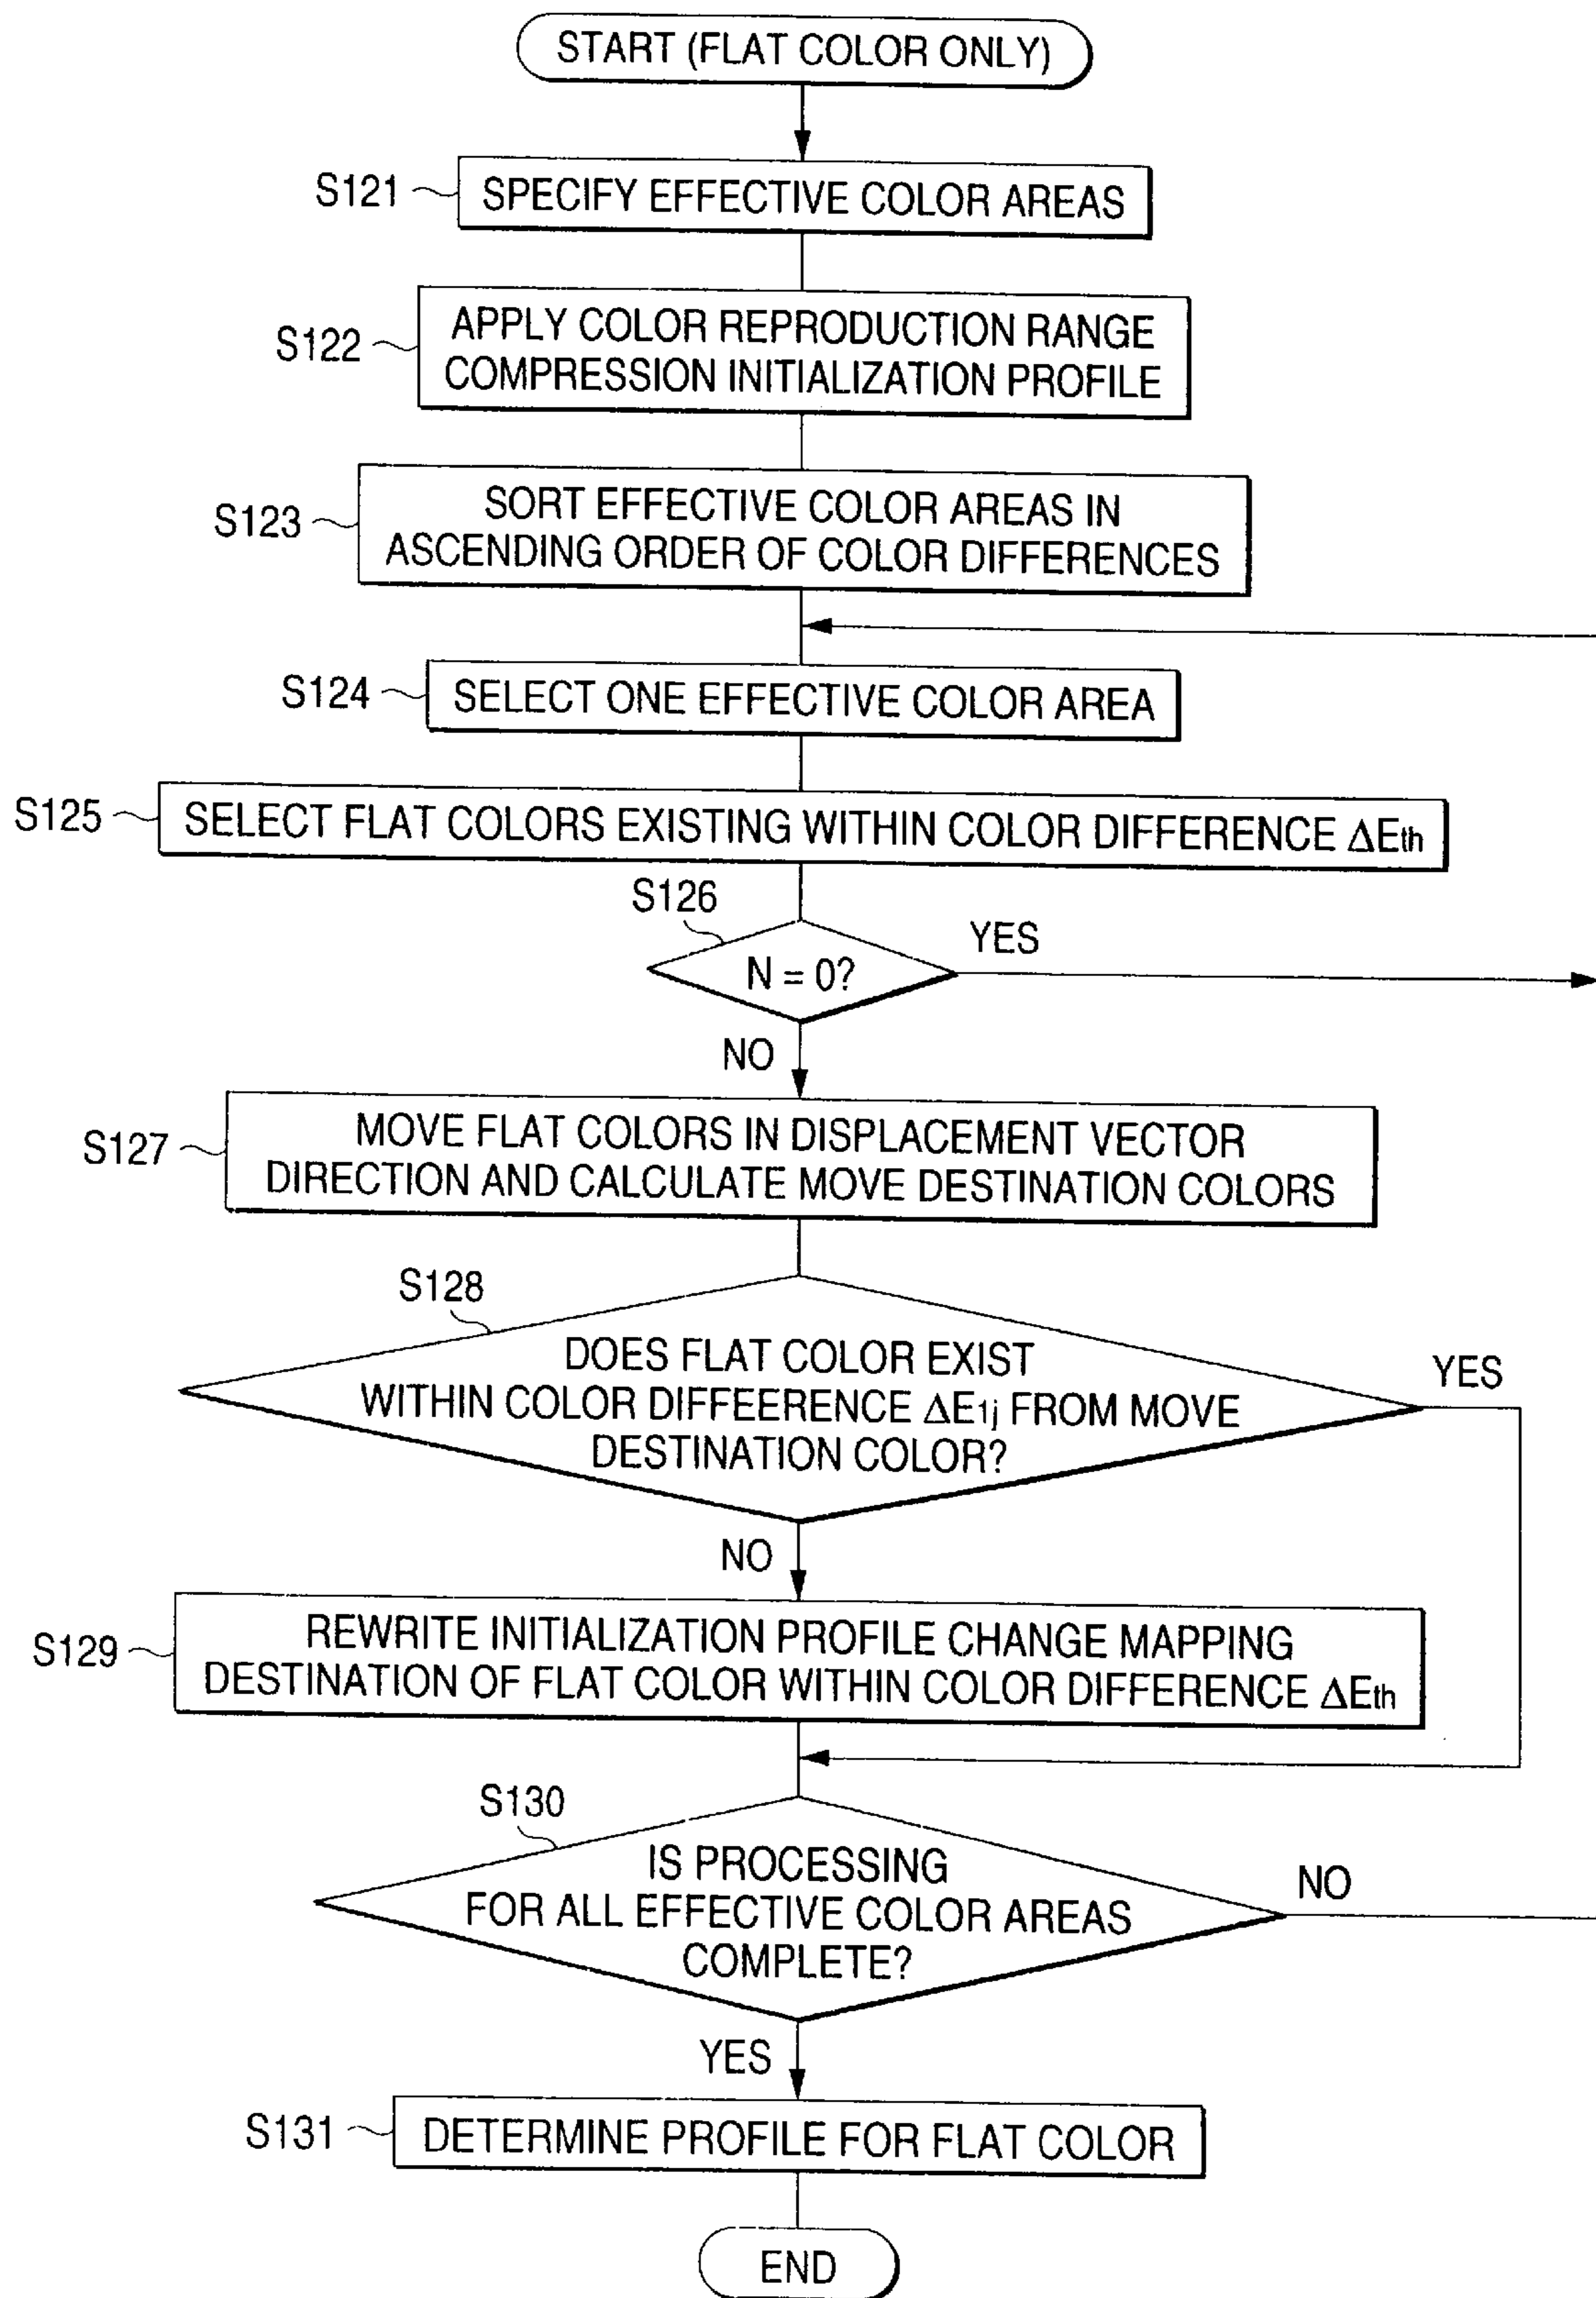 START (FLAT COLOR ONLY)
S121
SPECIFY EFFECTIVE COLOR AREAS
S122
APPLY COLOR REPRODUCTION RANGE
COMPRESSION INITIALIZATION PROFILE
S123
SORT EFFECTIVE COLOR AREAS IN
ASCENDING ORDER OF COLOR DIFFERENCES
S124
SELECT ONE EFFECTIVE COLOR AREA
S125
SELECT FLAT COLORS EXISTING WITHIN COLOR DIFFERENCE ΔEth
S126
YES
N = 0?
NO
S127
MOVE FLAT COLORS IN DISPLACEMENT VECTOR
DIRECTION AND CALCULATE MOVE DESTINATION COLORS
S128
DOES FLAT COLOR EXIST
YES
WITHIN COLOR DIFFEERENCE ΔE1j FROM MOVE
DESTINATION COLOR?
NO
S129
REWRITE INITIALIZATION PROFILE CHANGE MAPPING
DESTINATION OF FLAT COLOR WITHIN COLOR DIFFERENCE ΔEth
S130
IS PROCESSING
NO
FOR ALL EFFECTIVE COLOR AREAS
COMPLETE?
YES
S131
DETERMINE PROFILE FOR FLAT COLOR
END